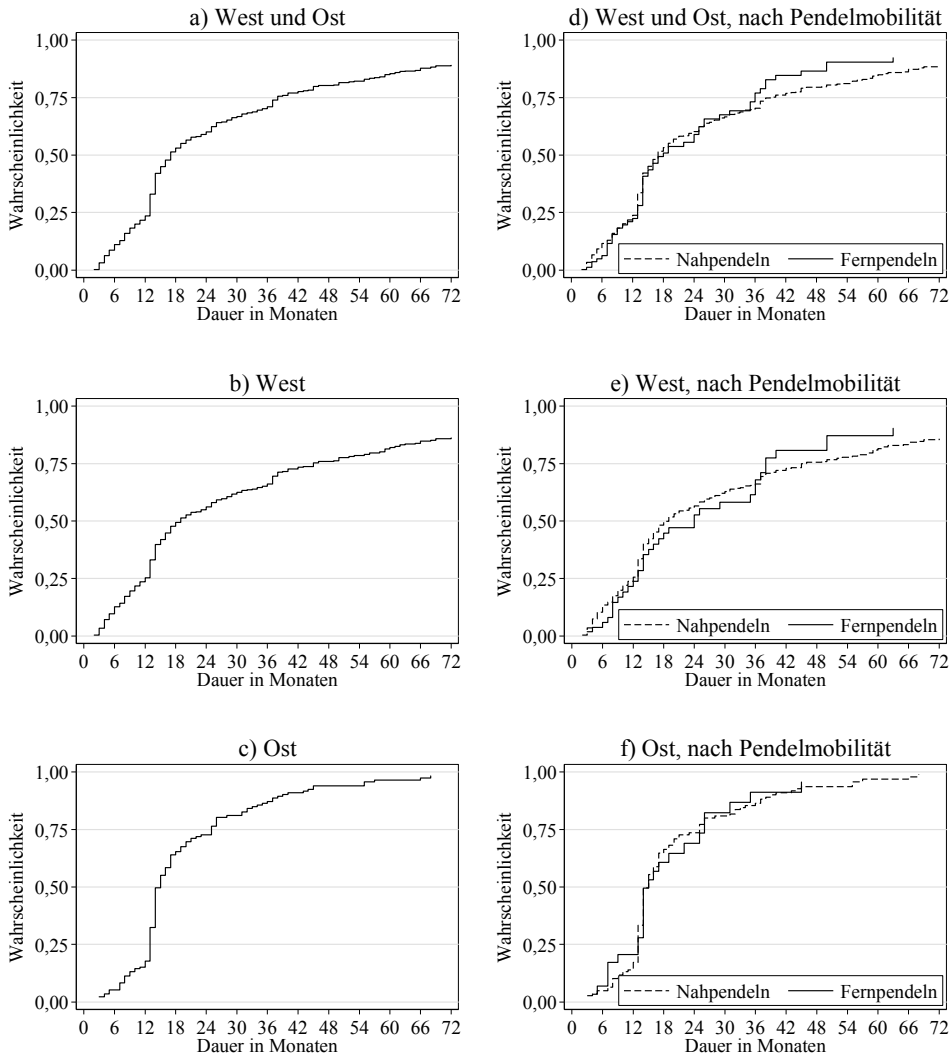 a) West und Ost
Wahrscheinlichkeit
1,00
0,75
0,50
0,25
0,00
0 6 12 18 24 30 36 42 48 54 60 66 72
Dauer in Monaten
d) West und Ost, nach Pendelmobilität
Wahrscheinlichkeit
1,00
0,75
0,50
0,25
0,00
Nahpendeln Fernpendeln
0 6 12 18 24 30 36 42 48 54 60 66 72
Dauer in Monaten
b) West
Wahrscheinlichkeit
1,00
0,75
0,50
0,25
0,00
0 6 12 18 24 30 36 42 48 54 60 66 72
Dauer in Monaten
e) West, nach Pendelmobilität
Wahrscheinlichkeit
1,00
0,75
0,50
0,25
0,00
Nahpendeln Fernpendeln
0 6 12 18 24 30 36 42 48 54 60 66 72
Dauer in Monaten
c) Ost
Wahrscheinlichkeit
1,00
0,75
0,50
0,25
0,00
0 6 12 18 24 30 36 42 48 54 60 66 72
Dauer in Monaten
f) Ost, nach Pendelmobilität
Wahrscheinlichkeit
1,00
0,75
0,50
0,25
0,00
Nahpendeln Fernpendeln
0 6 12 18 24 30 36 42 48 54 60 66 72
Dauer in Monaten